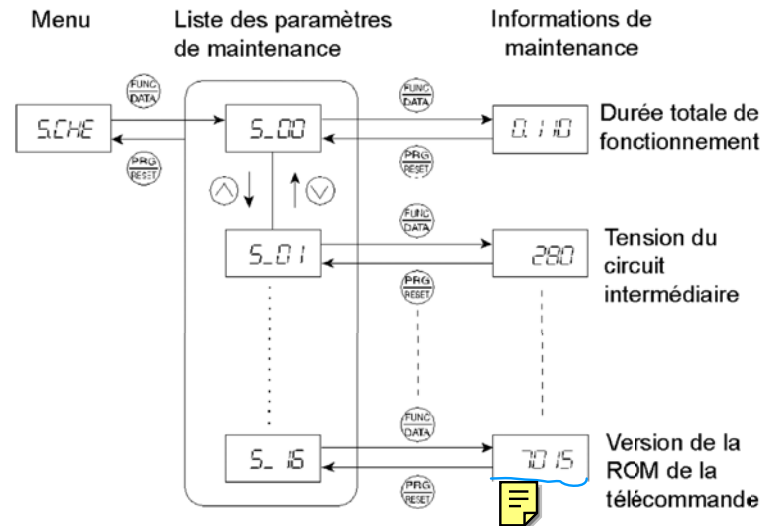 Menu
Liste des paramètres
de maintenance
Informations de
maintenance
FUNC
DATA
FUNC
DATA
5.CHE
5_00
0.110
Durée totale de
fonctionnement
PRG
RESET
PRG
RESET
FUNC
DATA
5_01
280
Tension du
circuit
intermédiaire
PRG
RESET
FUNC
DATA
5_16
7015
Version de la
ROM de la
télécommande
PRG
RESET